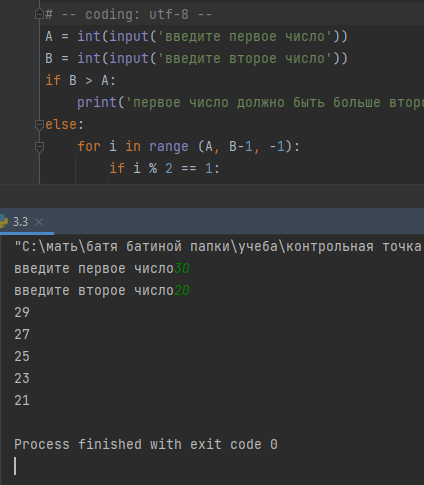 # -- coding: utf-8 --
A = int(input('введите первое число'))
B = int(input('введите второе число'))
if B > A:
print('первое число должно быть больше второ
else:
for i in range (A, B-1, -1):
if i % 2 == 1:
3.3 ×
"C:\мать\батя батиной папки\учеба\контрольная точка
введите первое число30
введите второе число20
29
27
25
23
21
Process finished with exit code 0